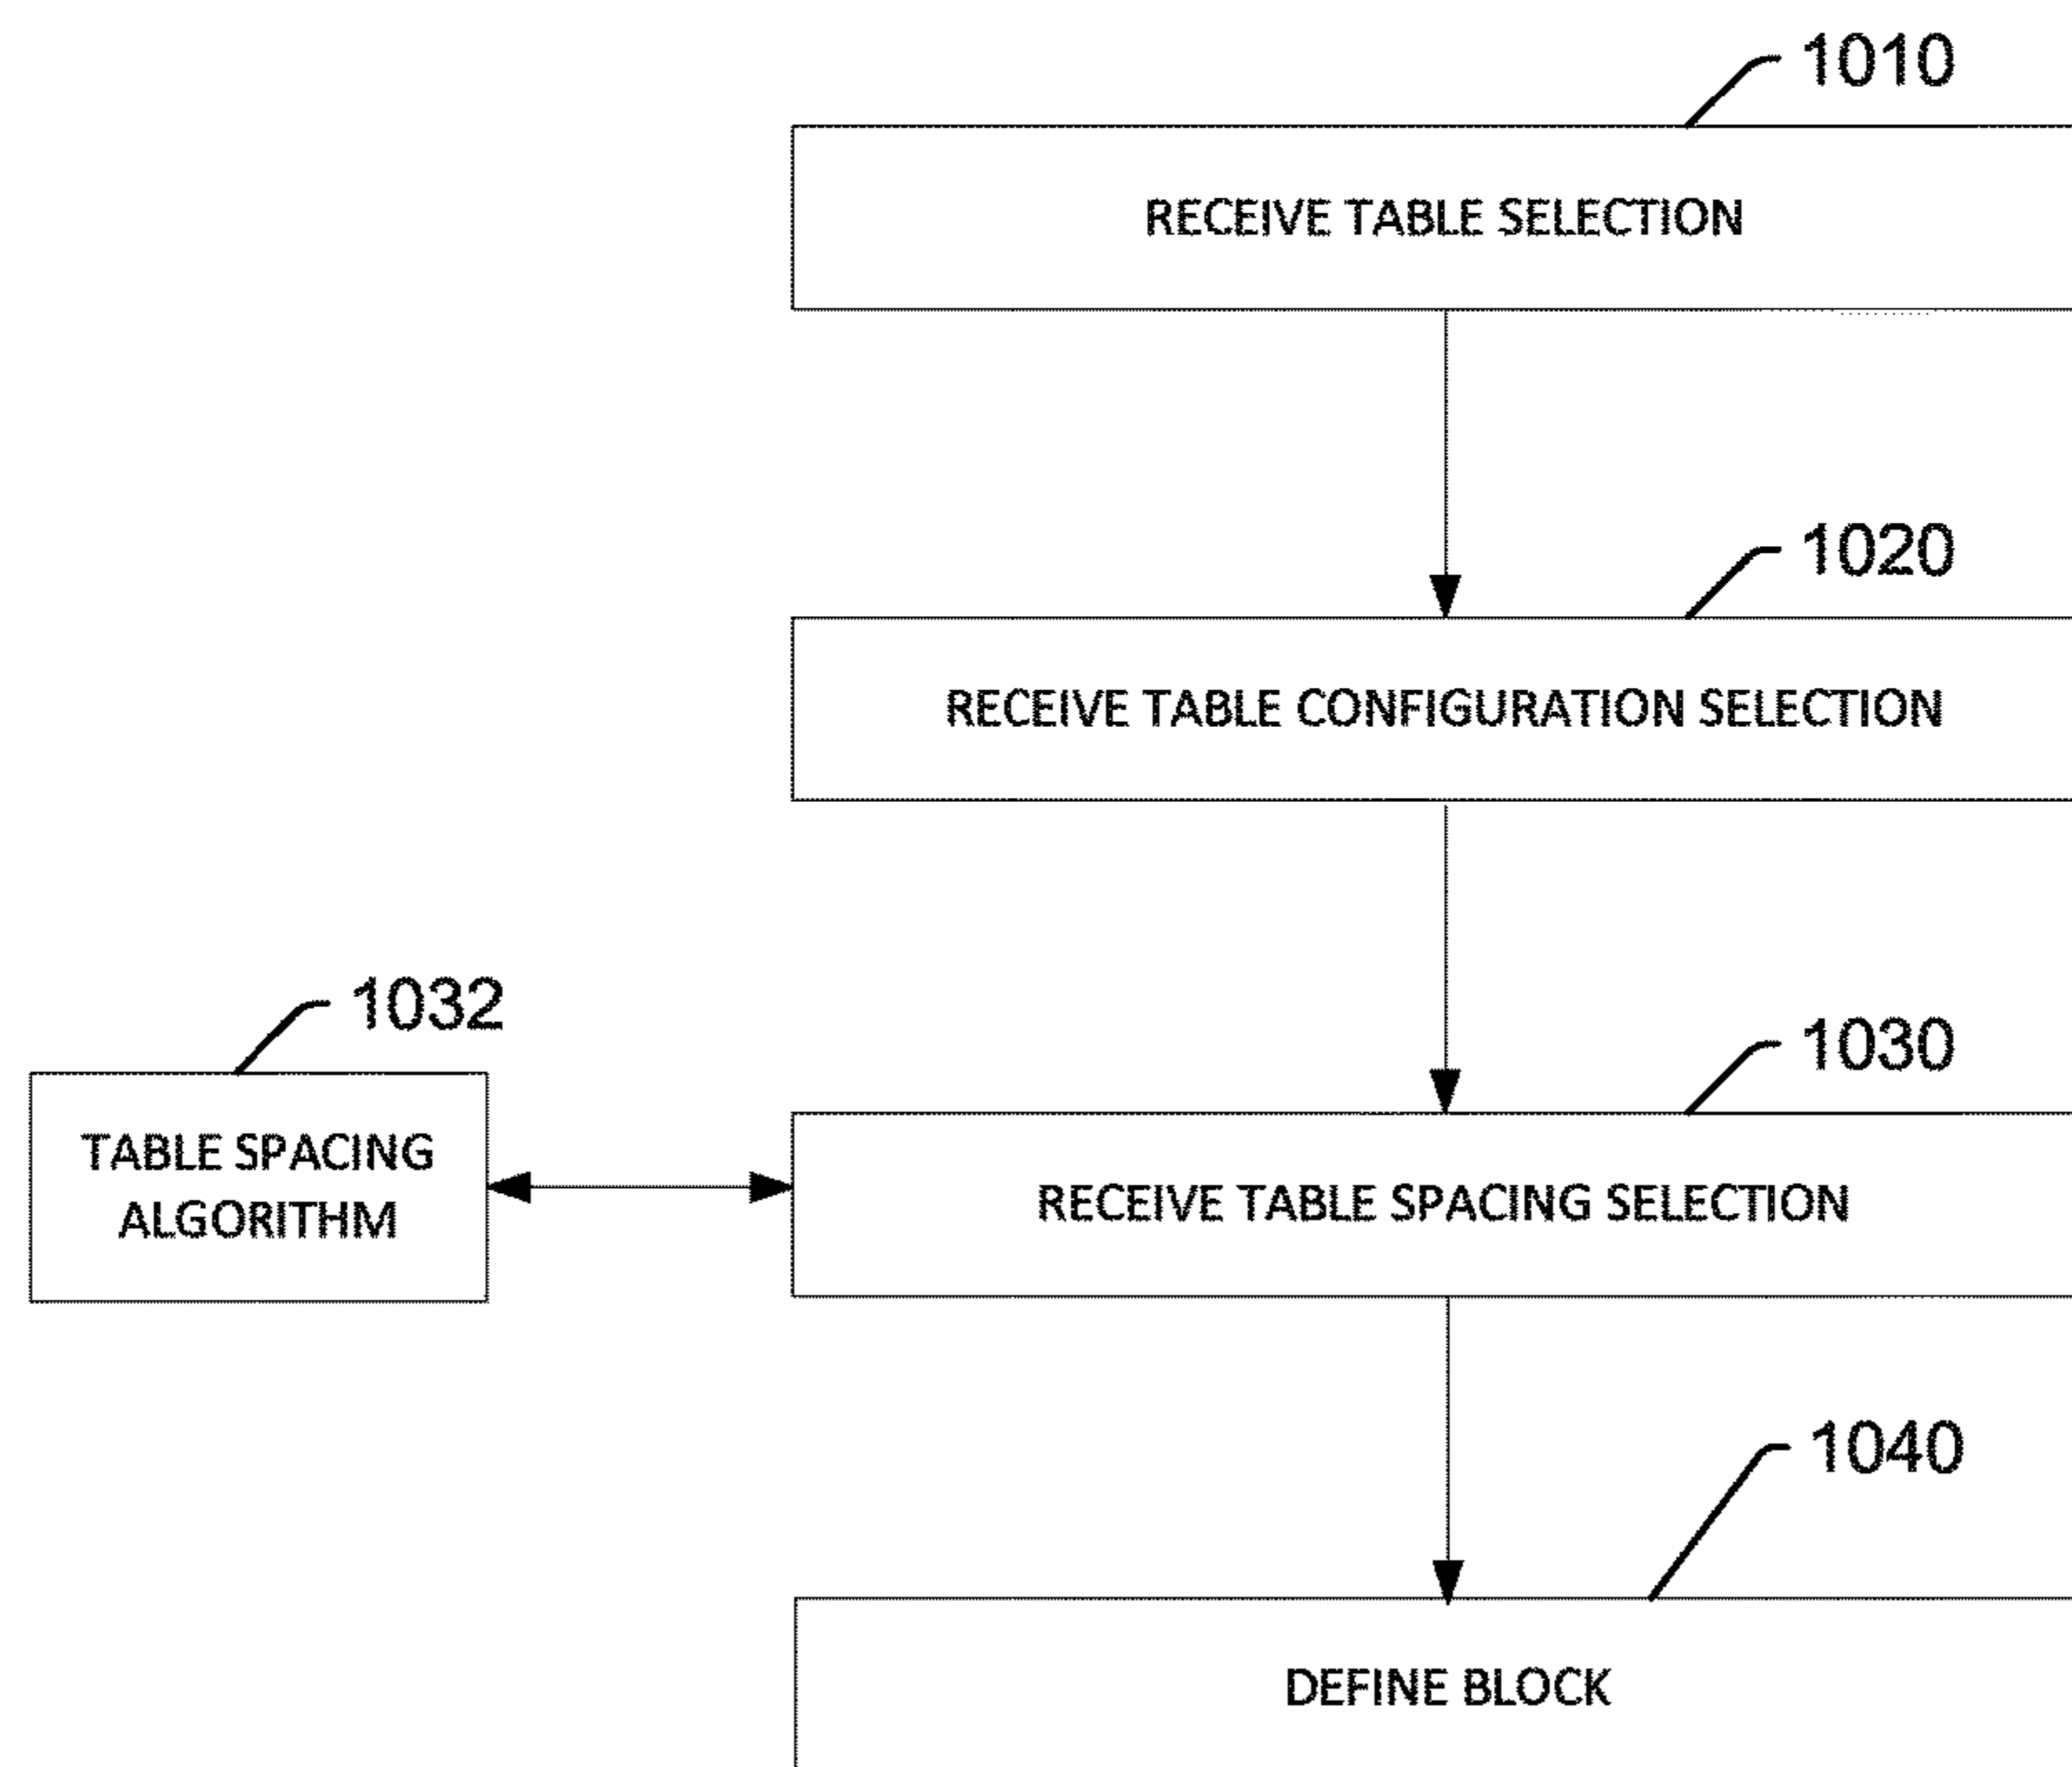 1010
RECEIVE TABLE SELECTION
1020
RECEIVE TABLE CONFIGURATION SELECTION
1032
TABLE SPACING
ALGORITHM
1030
RECEIVE TABLE SPACING SELECTION
1040
DEFINE BLOCK